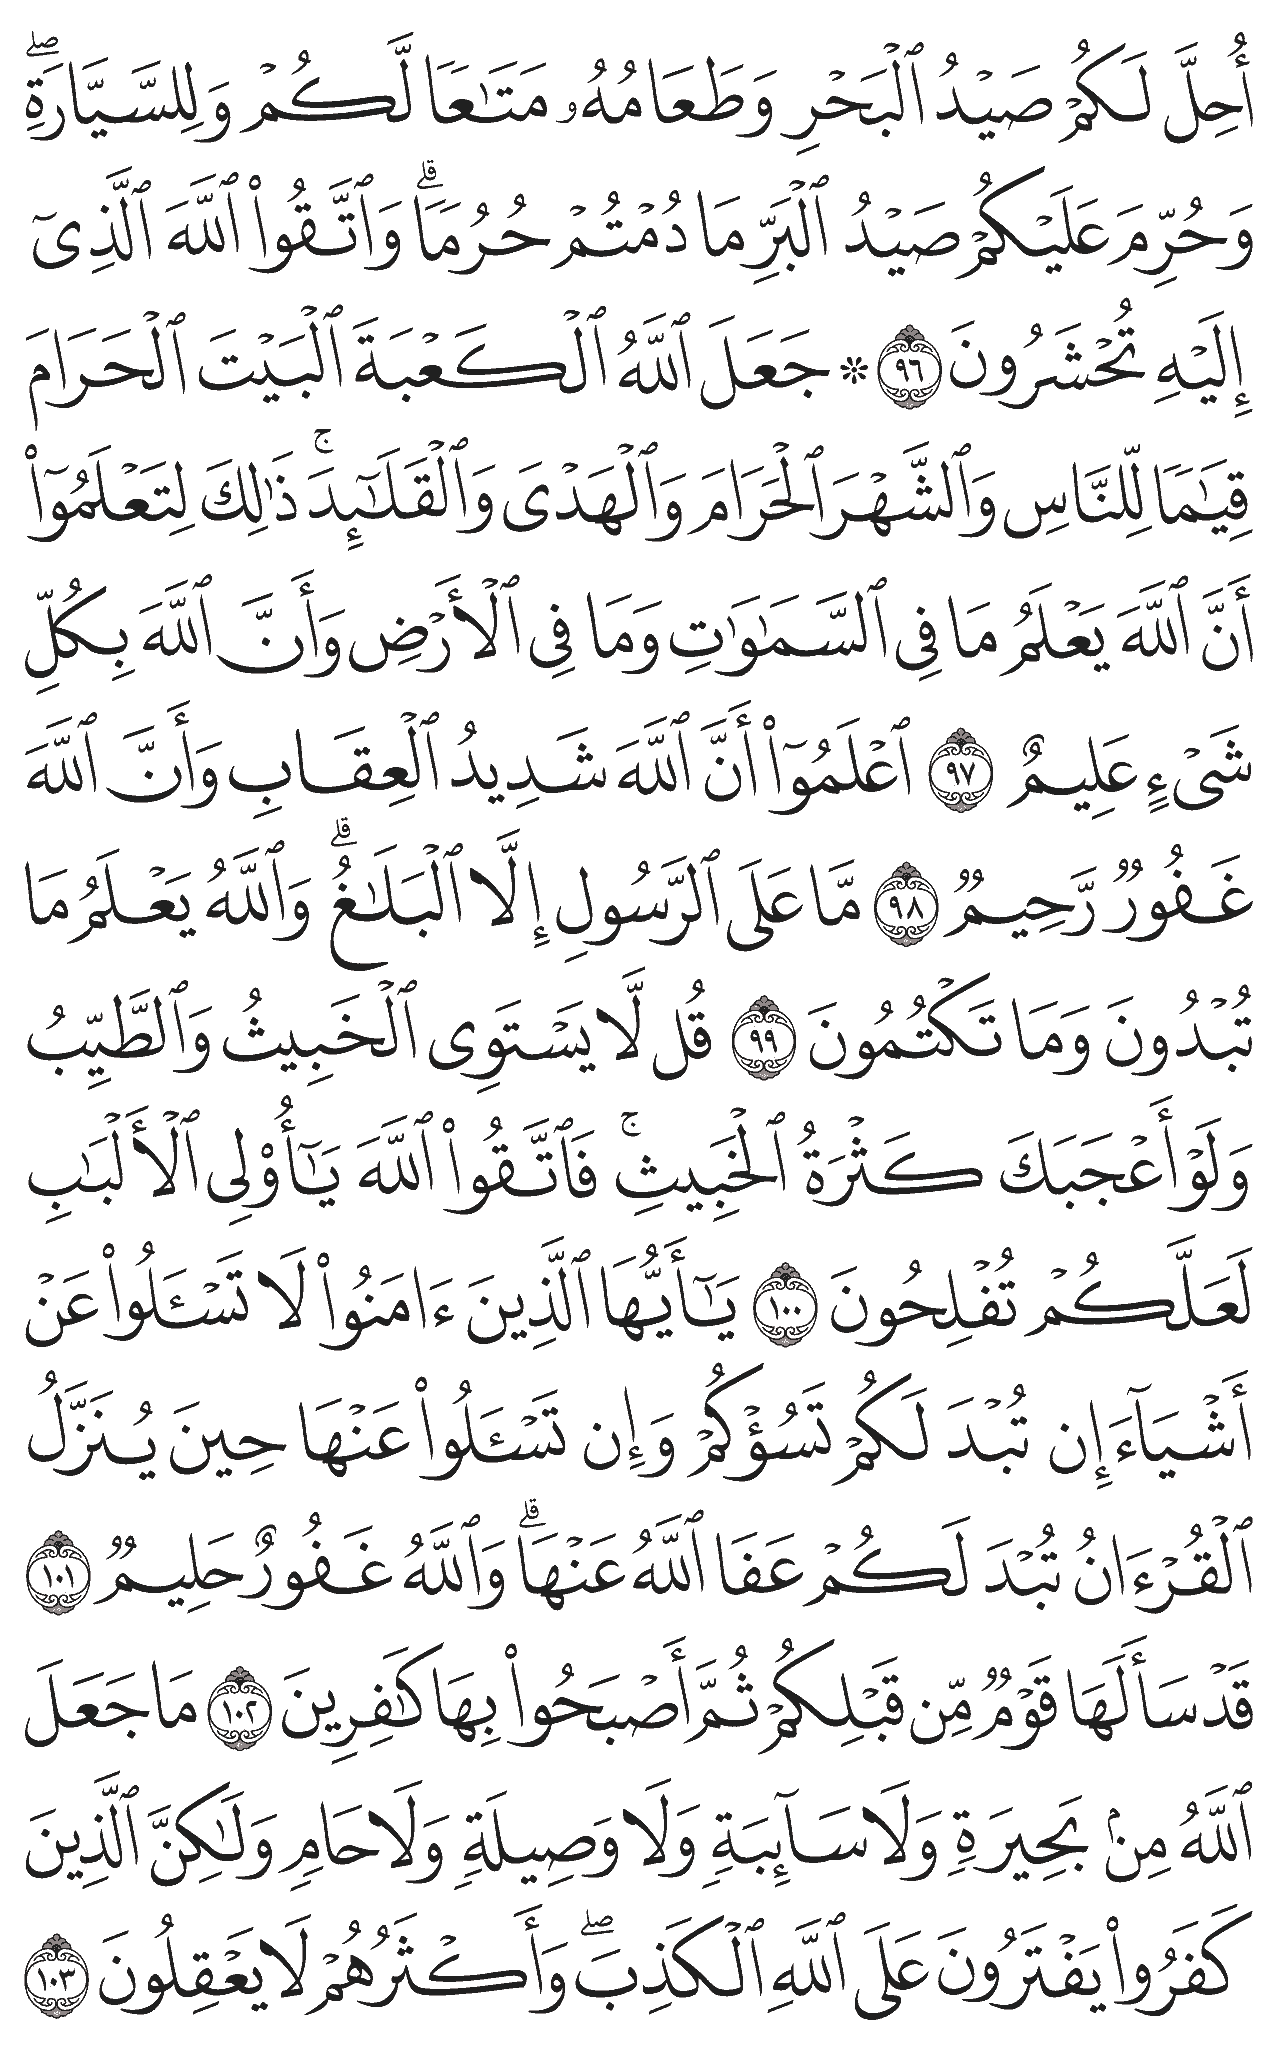 أُحِلَّ لَكُمْ صَيْدُ ٱلْبَحْرِ وَطَعَامُهُۥ مَتَٰعًا لَّكُمْ وَلِلسَّيَّارَةِۖ
وَحُرِّمَ عَلَيْكُمْ صَيْدُ ٱلْبَرِّ مَا دُمْتُمْ حُرُمًاۗ وَٱتَّقُوا۟ ٱللَّهَ ٱلَّذِىٓ
إِلَيْهِ تُحْشَرُونَ ٩٦ ۞ جَعَلَ ٱللَّهُ ٱلْكَعْبَةَ ٱلْبَيْتَ ٱلْحَرَامَ
قِيَٰمًا لِّلنَّاسِ وَٱلشَّهْرَ ٱلْحَرَامَ وَٱلْهَدْىَ وَٱلْقَلَٰٓئِدَۚ ذَٰلِكَ لِتَعْلَمُوٓا۟
أَنَّ ٱللَّهَ يَعْلَمُ مَا فِى ٱلسَّمَٰوَٰتِ وَمَا فِى ٱلْأَرْضِ وَأَنَّ ٱللَّهَ بِكُلِّ
شَىْءٍ عَلِيمٌ ٩٧ ٱعْلَمُوٓا۟ أَنَّ ٱللَّهَ شَدِيدُ ٱلْعِقَابِ وَأَنَّ ٱللَّهَ
غَفُورٌ رَّحِيمٌ ٩٨ مَّا عَلَى ٱلرَّسُولِ إِلَّا ٱلْبَلَٰغُۗ وَٱللَّهُ يَعْلَمُ مَا
تُبْدُونَ وَمَا تَكْتُمُونَ ٩٩ قُل لَّا يَسْتَوِى ٱلْخَبِيثُ وَٱلطَّيِّبُ
وَلَوْ أَعْجَبَكَ كَثْرَةُ ٱلْخَبِيثِۚ فَٱتَّقُوا۟ ٱللَّهَ يَٰٓأُو۟لِى ٱلْأَلْبَٰبِ
لَعَلَّكُمْ تُفْلِحُونَ ١٠٠ يَٰٓأَيُّهَا ٱلَّذِينَ ءَامَنُوا۟ لَا تَسْـَٔلُوا۟ عَنْ
أَشْيَآءَ إِن تُبْدَ لَكُمْ تَسُؤْكُمْ وَإِن تَسْـَٔلُوا۟ عَنْهَا حِينَ يُنَزَّلُ
ٱلْقُرْءَانُ تُبْدَ لَكُمْ عَفَا ٱللَّهُ عَنْهَاۗ وَٱللَّهُ غَفُورٌ حَلِيمٌ ١٠١
قَدْ سَأَلَهَا قَوْمٌ مِّن قَبْلِكُمْ ثُمَّ أَصْبَحُوا۟ بِهَا كَٰفِرِينَ ١٠٢ مَا جَعَلَ
ٱللَّهُ مِنۢ بَحِيرَةٍ وَلَا سَآئِبَةٍ وَلَا وَصِيلَةٍ وَلَا حَامٍ وَلَٰكِنَّ ٱلَّذِينَ
كَفَرُوا۟ يَفْتَرُونَ عَلَى ٱللَّهِ ٱلْكَذِبَۖ وَأَكْثَرُهُمْ لَا يَعْقِلُونَ ١٠٣